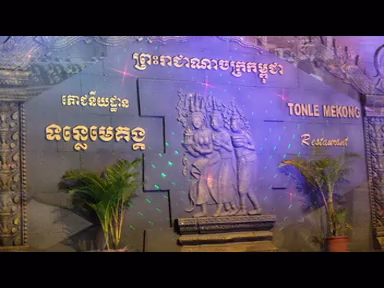 ព្រះរាជាណាចក្រកម្ពុជា
ភោជនីយដ្ឋាន
ទន្លេមេគង្គ
TONLE MEKONG
Restaurant